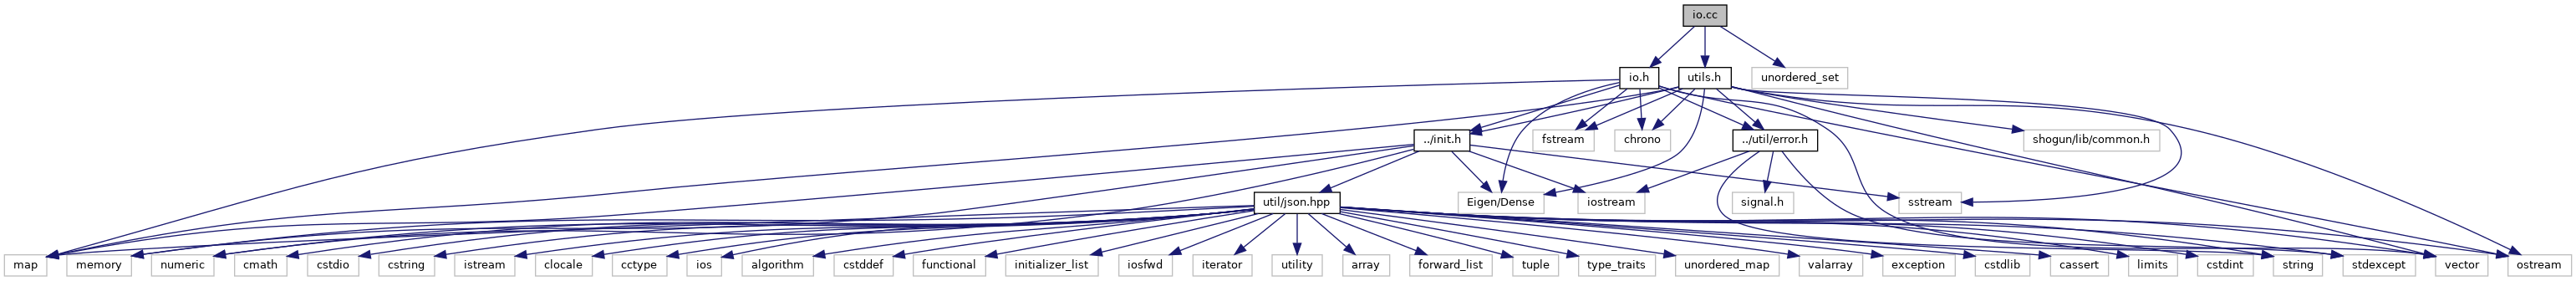 io.cc
io.h
utils.h
unordered_set
../init.h
fstream
chrono
../util/error.h
shogun/lib/common.h
util/json.hpp
Eigen/Dense
iostream
signal.h
sstream
map
memory
numeric
cmath
cstdio
cstring
istream
clocale
cctype
ios
algorithm
cstddef
functional
initializer_list
iosfwd
iterator
utility
array
forward_list
tuple
type_traits
unordered_map
valarray
exception
cstdlib
cassert
limits
cstdint
string
stdexcept
vector
ostream